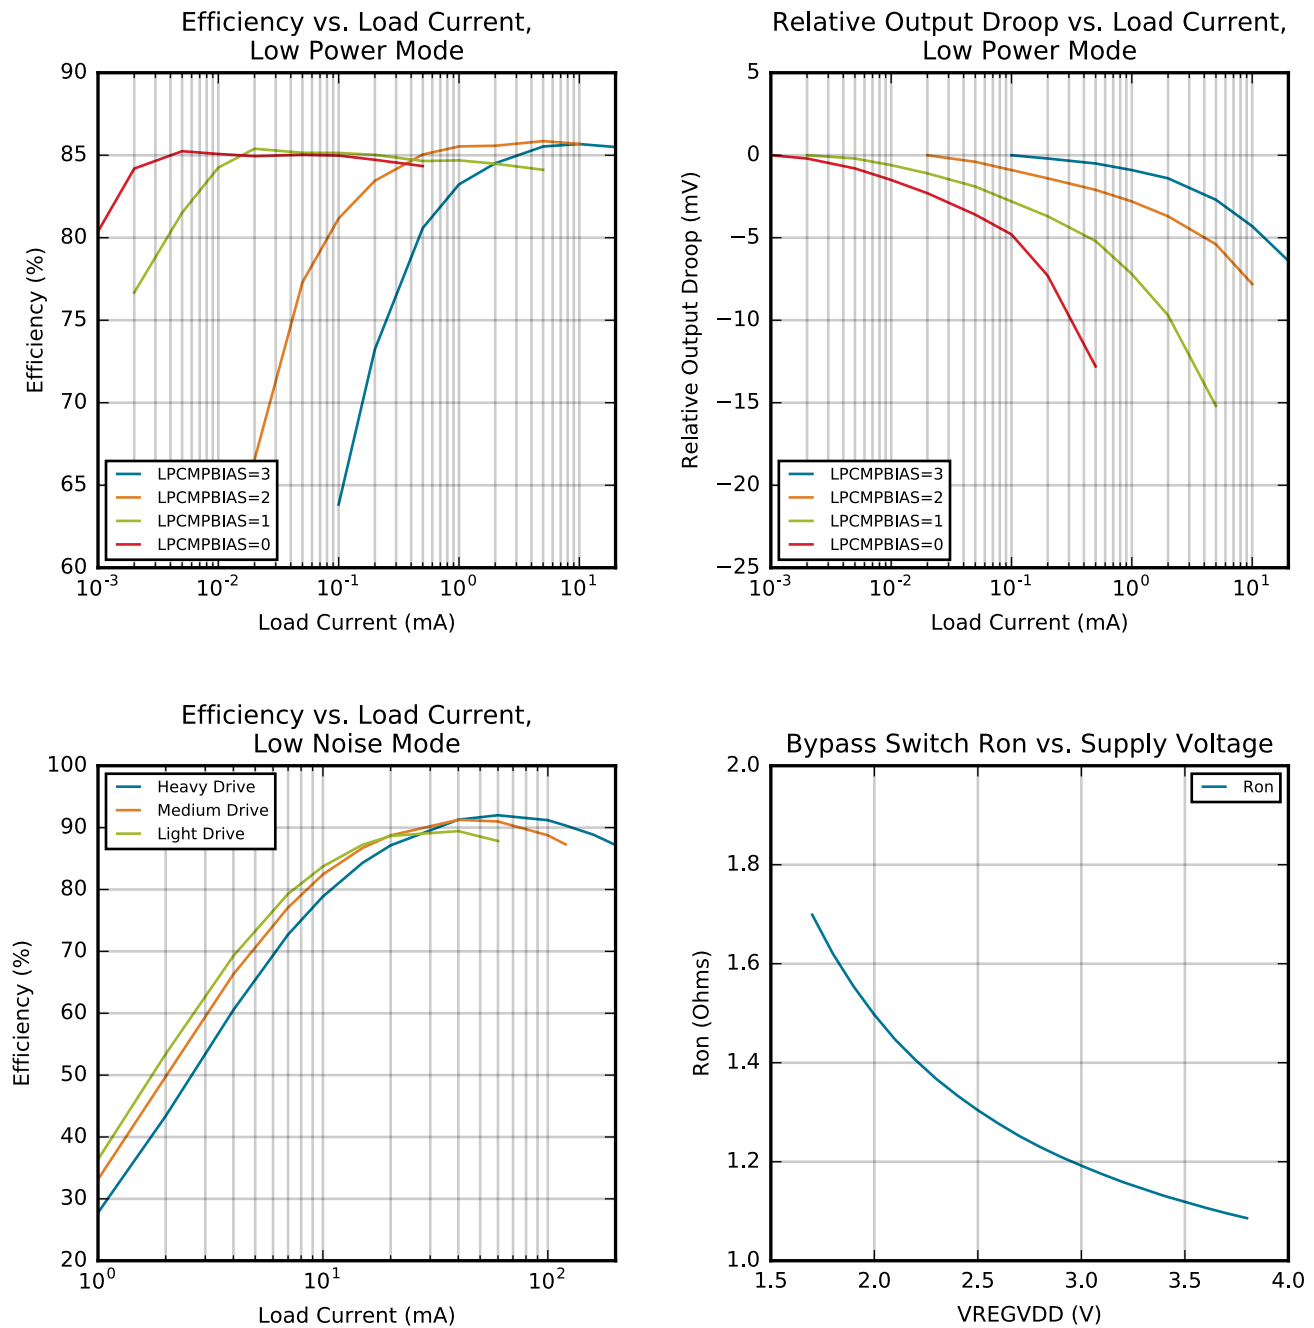 Efficiency vs. Load Current,
Low Power Mode
90
85
80
75
70
65
60
Efficiency (%)
LPCMPBIAS=3
LPCMPBIAS=2
LPCMPBIAS=1
LPCMPBIAS=0
10⁻³ 10⁻² 10⁻¹ 10⁰ 10¹
Load Current (mA)
Relative Output Droop vs. Load Current,
Low Power Mode
5
0
−5
−10
−15
−20
−25
Relative Output Droop (mV)
LPCMPBIAS=3
LPCMPBIAS=2
LPCMPBIAS=1
LPCMPBIAS=0
10⁻³ 10⁻² 10⁻¹ 10⁰ 10¹
Load Current (mA)
Efficiency vs. Load Current,
Low Noise Mode
100
90
80
70
60
50
40
30
20
Efficiency (%)
Heavy Drive
Medium Drive
Light Drive
10⁰ 10¹ 10²
Load Current (mA)
Bypass Switch Ron vs. Supply Voltage
2.0
1.8
1.6
1.4
1.2
1.0
Ron (Ohms)
Ron
1.5 2.0 2.5 3.0 3.5 4.0
VREGVDD (V)